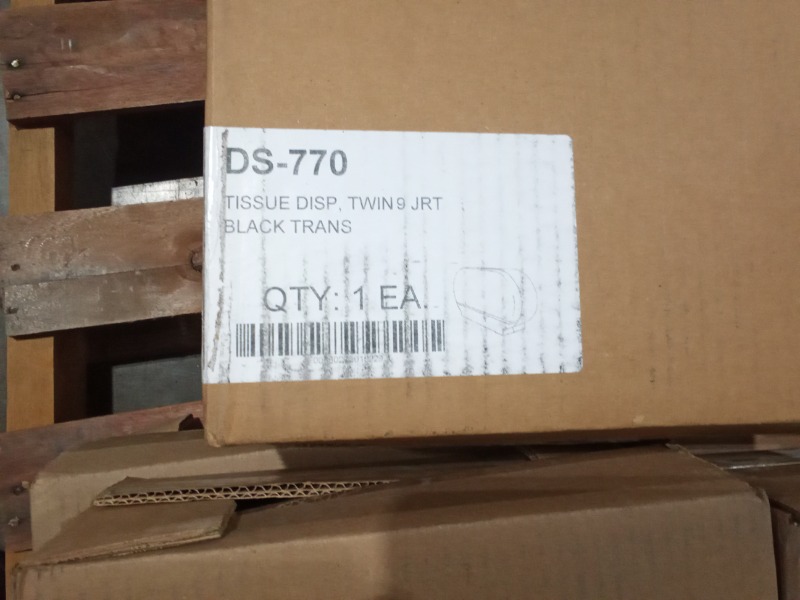 DS-770
TISSUE DISP, TWIN 9 JRT
BLACK TRANS
QTY: 1 EA.